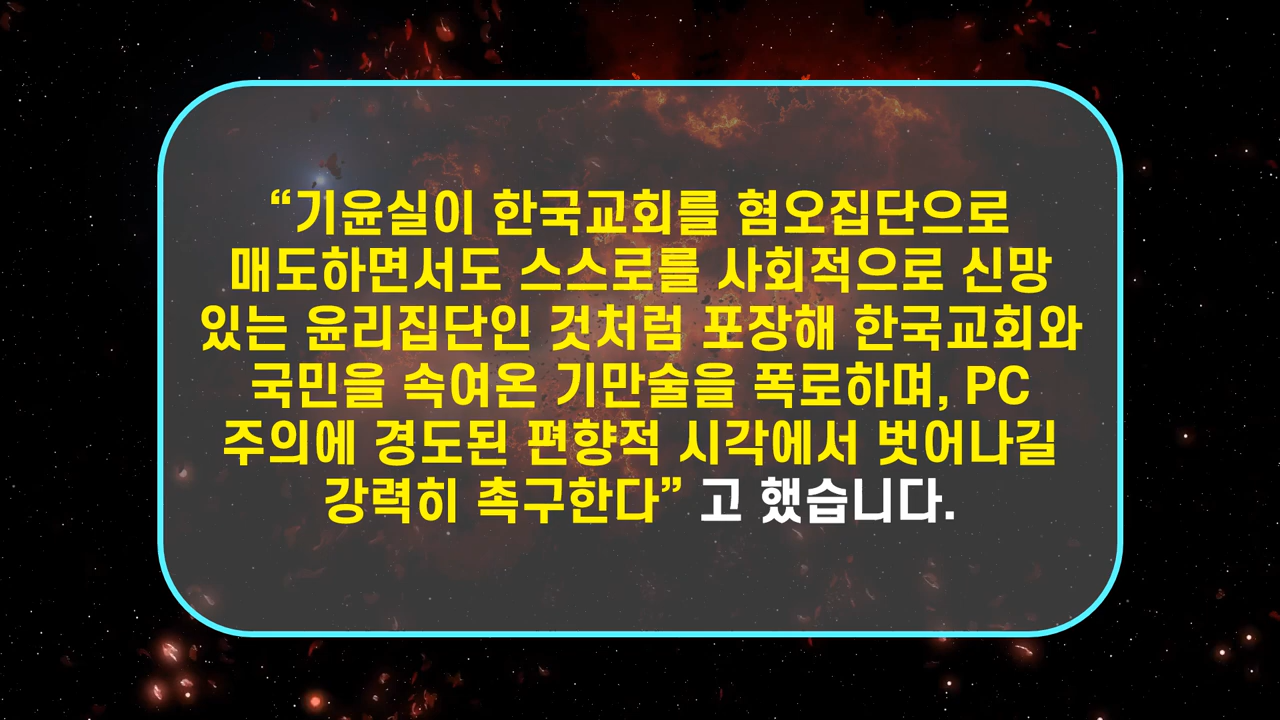 “기윤실이 한국교회를 혐오집단으로
매도하면서도 스스로를 사회적으로 신망
있는 윤리집단인 것처럼 포장해 한국교회와
국민을 속여온 기만술을 폭로하며, PC
주의에 경도된 편향적 시각에서 벗어나길
강력히 촉구한다” 고 했습니다.